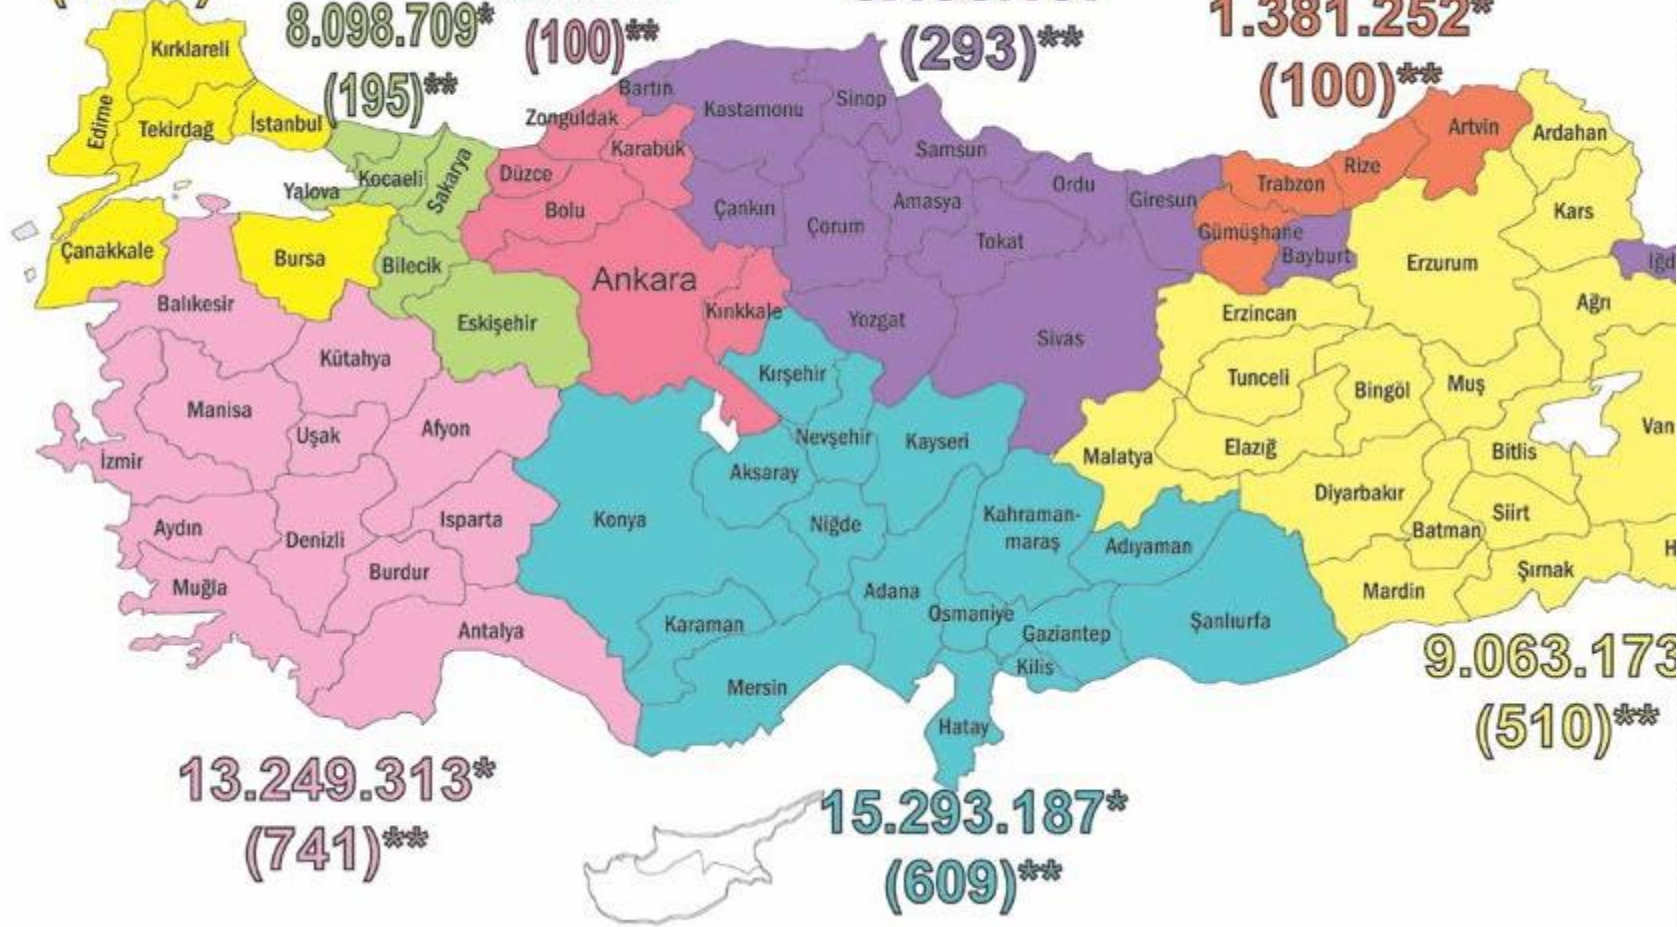 8.098.709*
(195)**
(100)**
(293)**
1.381.252*
(100)**
Kırklareli
Edirne
Tekirdağ
İstanbul
Yalova
Kocaeli
Sakarya
Çanakkale
Bursa
Bilecik
Eskişehir
Zonguldak
Bartın
Karabük
Düzce
Bolu
Ankara
Kırıkkale
Kastamonu
Sinop
Çankırı
Çorum
Samsun
Amasya
Tokat
Ordu
Giresun
Yozgat
Sivas
Gümüşhane
Trabzon
Rize
Artvin
Bayburt
Ardahan
Kars
Iğd
Erzurum
Ağrı
Erzincan
Tunceli
Bingöl
Muş
Van
Bitlis
Malatya
Elazığ
Diyarbakır
Batman
Siirt
Şırnak
Mardin
H
Balıkesir
Kütahya
Manisa
Uşak
Afyon
İzmir
Aydın
Denizli
Isparta
Burdur
Muğla
Antalya
Kırşehir
Nevşehir
Kayseri
Aksaray
Konya
Niğde
Kahraman-
maraş
Adıyaman
Adana
Osmaniye
Gaziantep
Kilis
Şanlıurfa
Karaman
Mersin
Hatay
9.063.173
(510)**
13.249.313*
(741)**
15.293.187*
(609)**